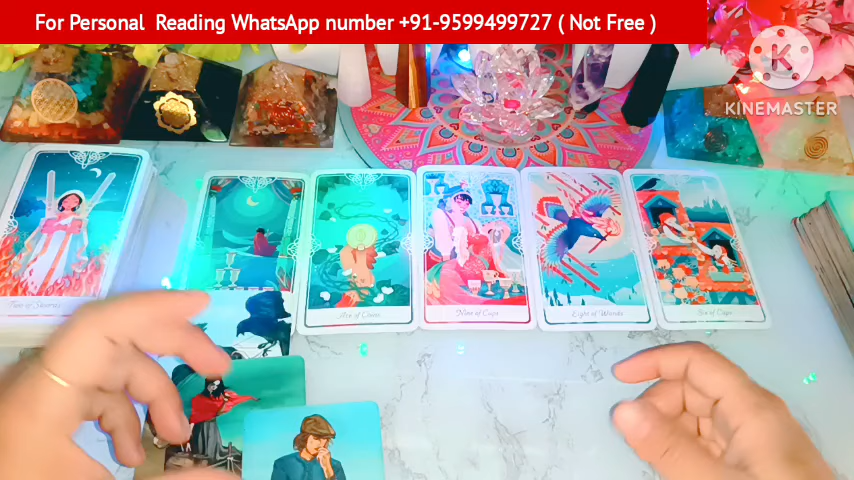 For Personal Reading WhatsApp number +91-9599499727 ( Not Free )
K
KINEMASTER
Two of Swords
Ace of Coins
Nine of Cups
Eight of Wands
Six of Cups